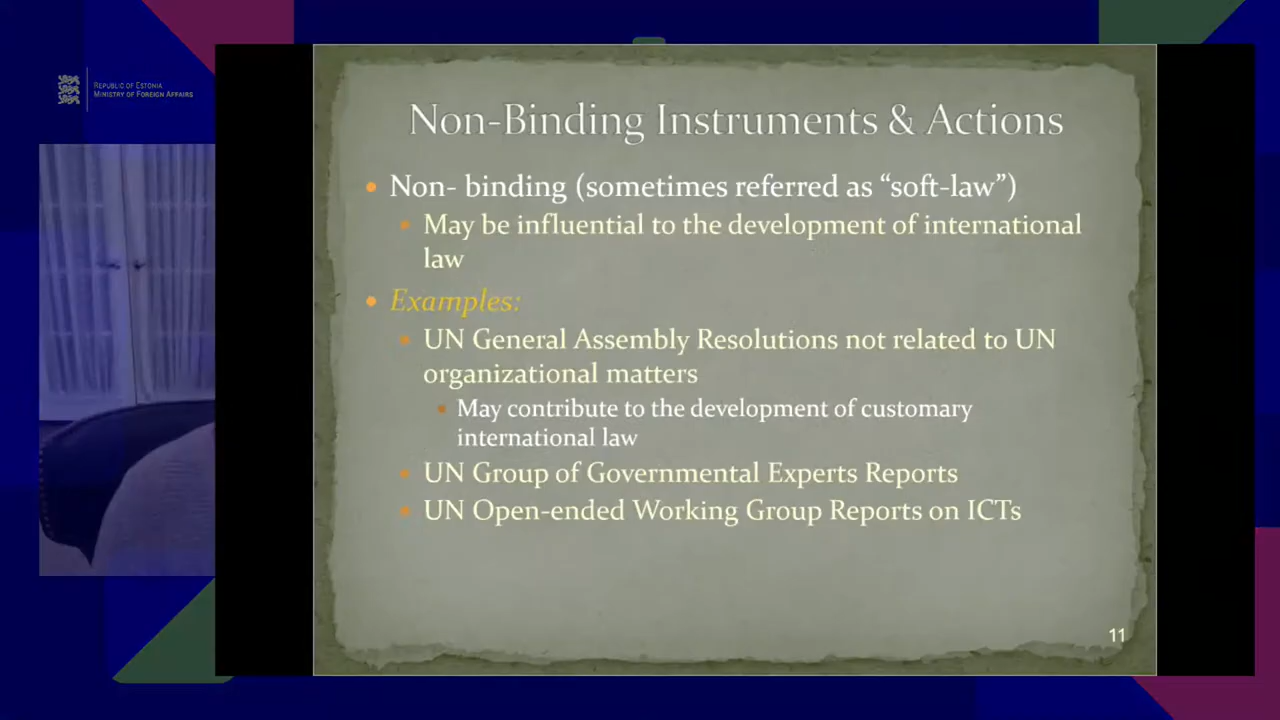 REPUBLIC OF ESTONIA
MINISTRY OF FOREIGN AFFAIRS
Non-Binding Instruments & Actions
Non- binding (sometimes referred as “soft-law”)
May be influential to the development of international
law
Examples:
UN General Assembly Resolutions not related to UN
organizational matters
May contribute to the development of customary
international law
UN Group of Governmental Experts Reports
UN Open-ended Working Group Reports on ICTs
11